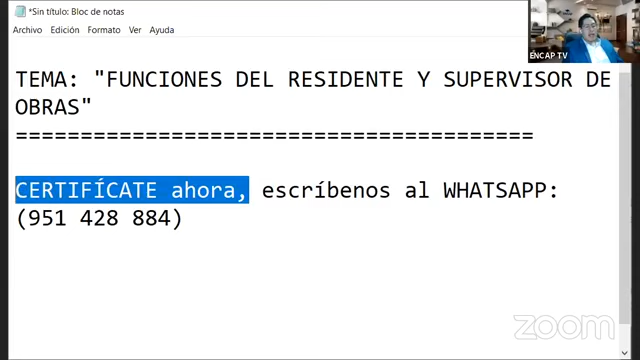 *Sin título: Bloc de notas
Archivo Edición Formato Ver Ayuda
ENCAP TV
TEMA: "FUNCIONES DEL RESIDENTE Y SUPERVISOR DE
OBRAS"
========================================
CERTIFÍCATE ahora, escríbenos al WHATSAPP:
(951 428 884)
zoom